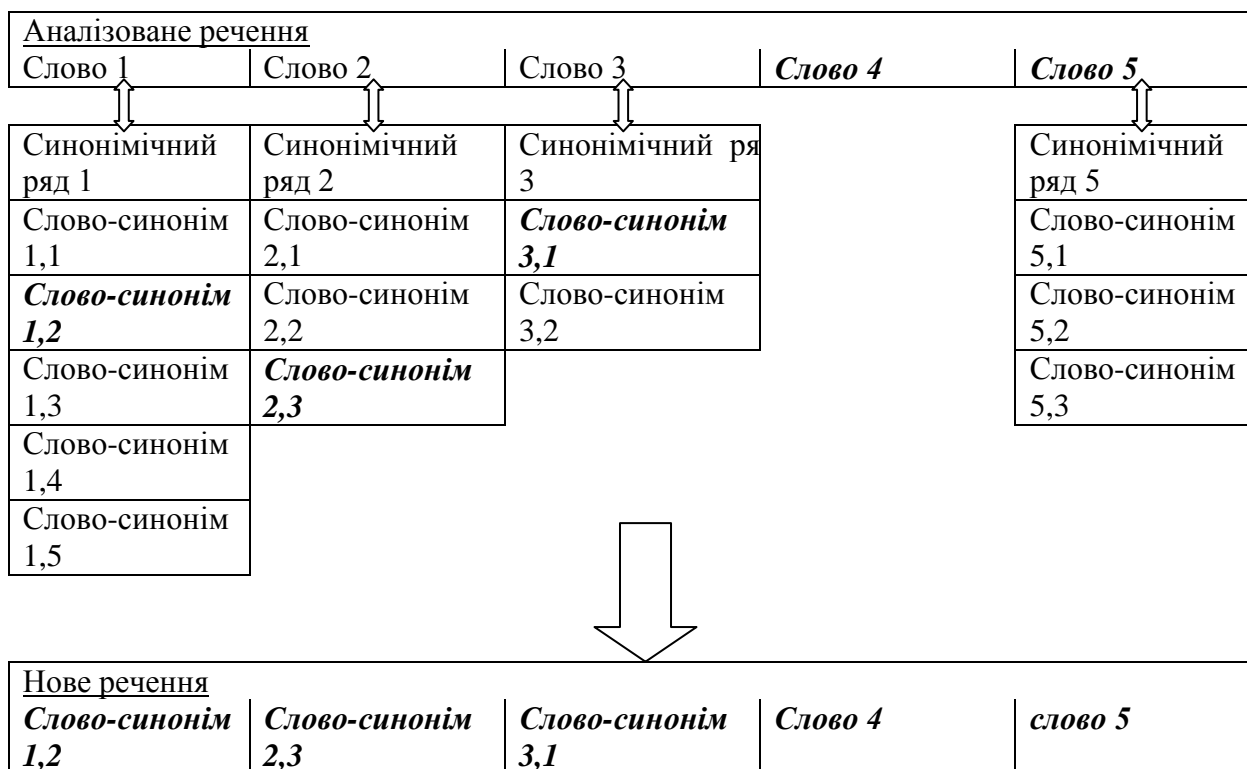 Аналізоване речення
Слово 1 Слово 2 Слово 3 Слово 4 Слово 5
Синонімічний Синонімічний Синонімічний ря Синонімічний
ряд 1 ряд 2 3 ряд 5
Слово-синонім Слово-синонім Слово-синонім Слово-синонім
1,1 2,1 3,1 5,1
Слово-синонім Слово-синонім Слово-синонім Слово-синонім
1,2 2,2 3,2 5,2
Слово-синонім Слово-синонім Слово-синонім
1,3 2,3 5,3
Слово-синонім
1,4
Слово-синонім
1,5
Нове речення
Слово-синонім Слово-синонім Слово-синонім Слово 4 слово 5
1,2 2,3 3,1